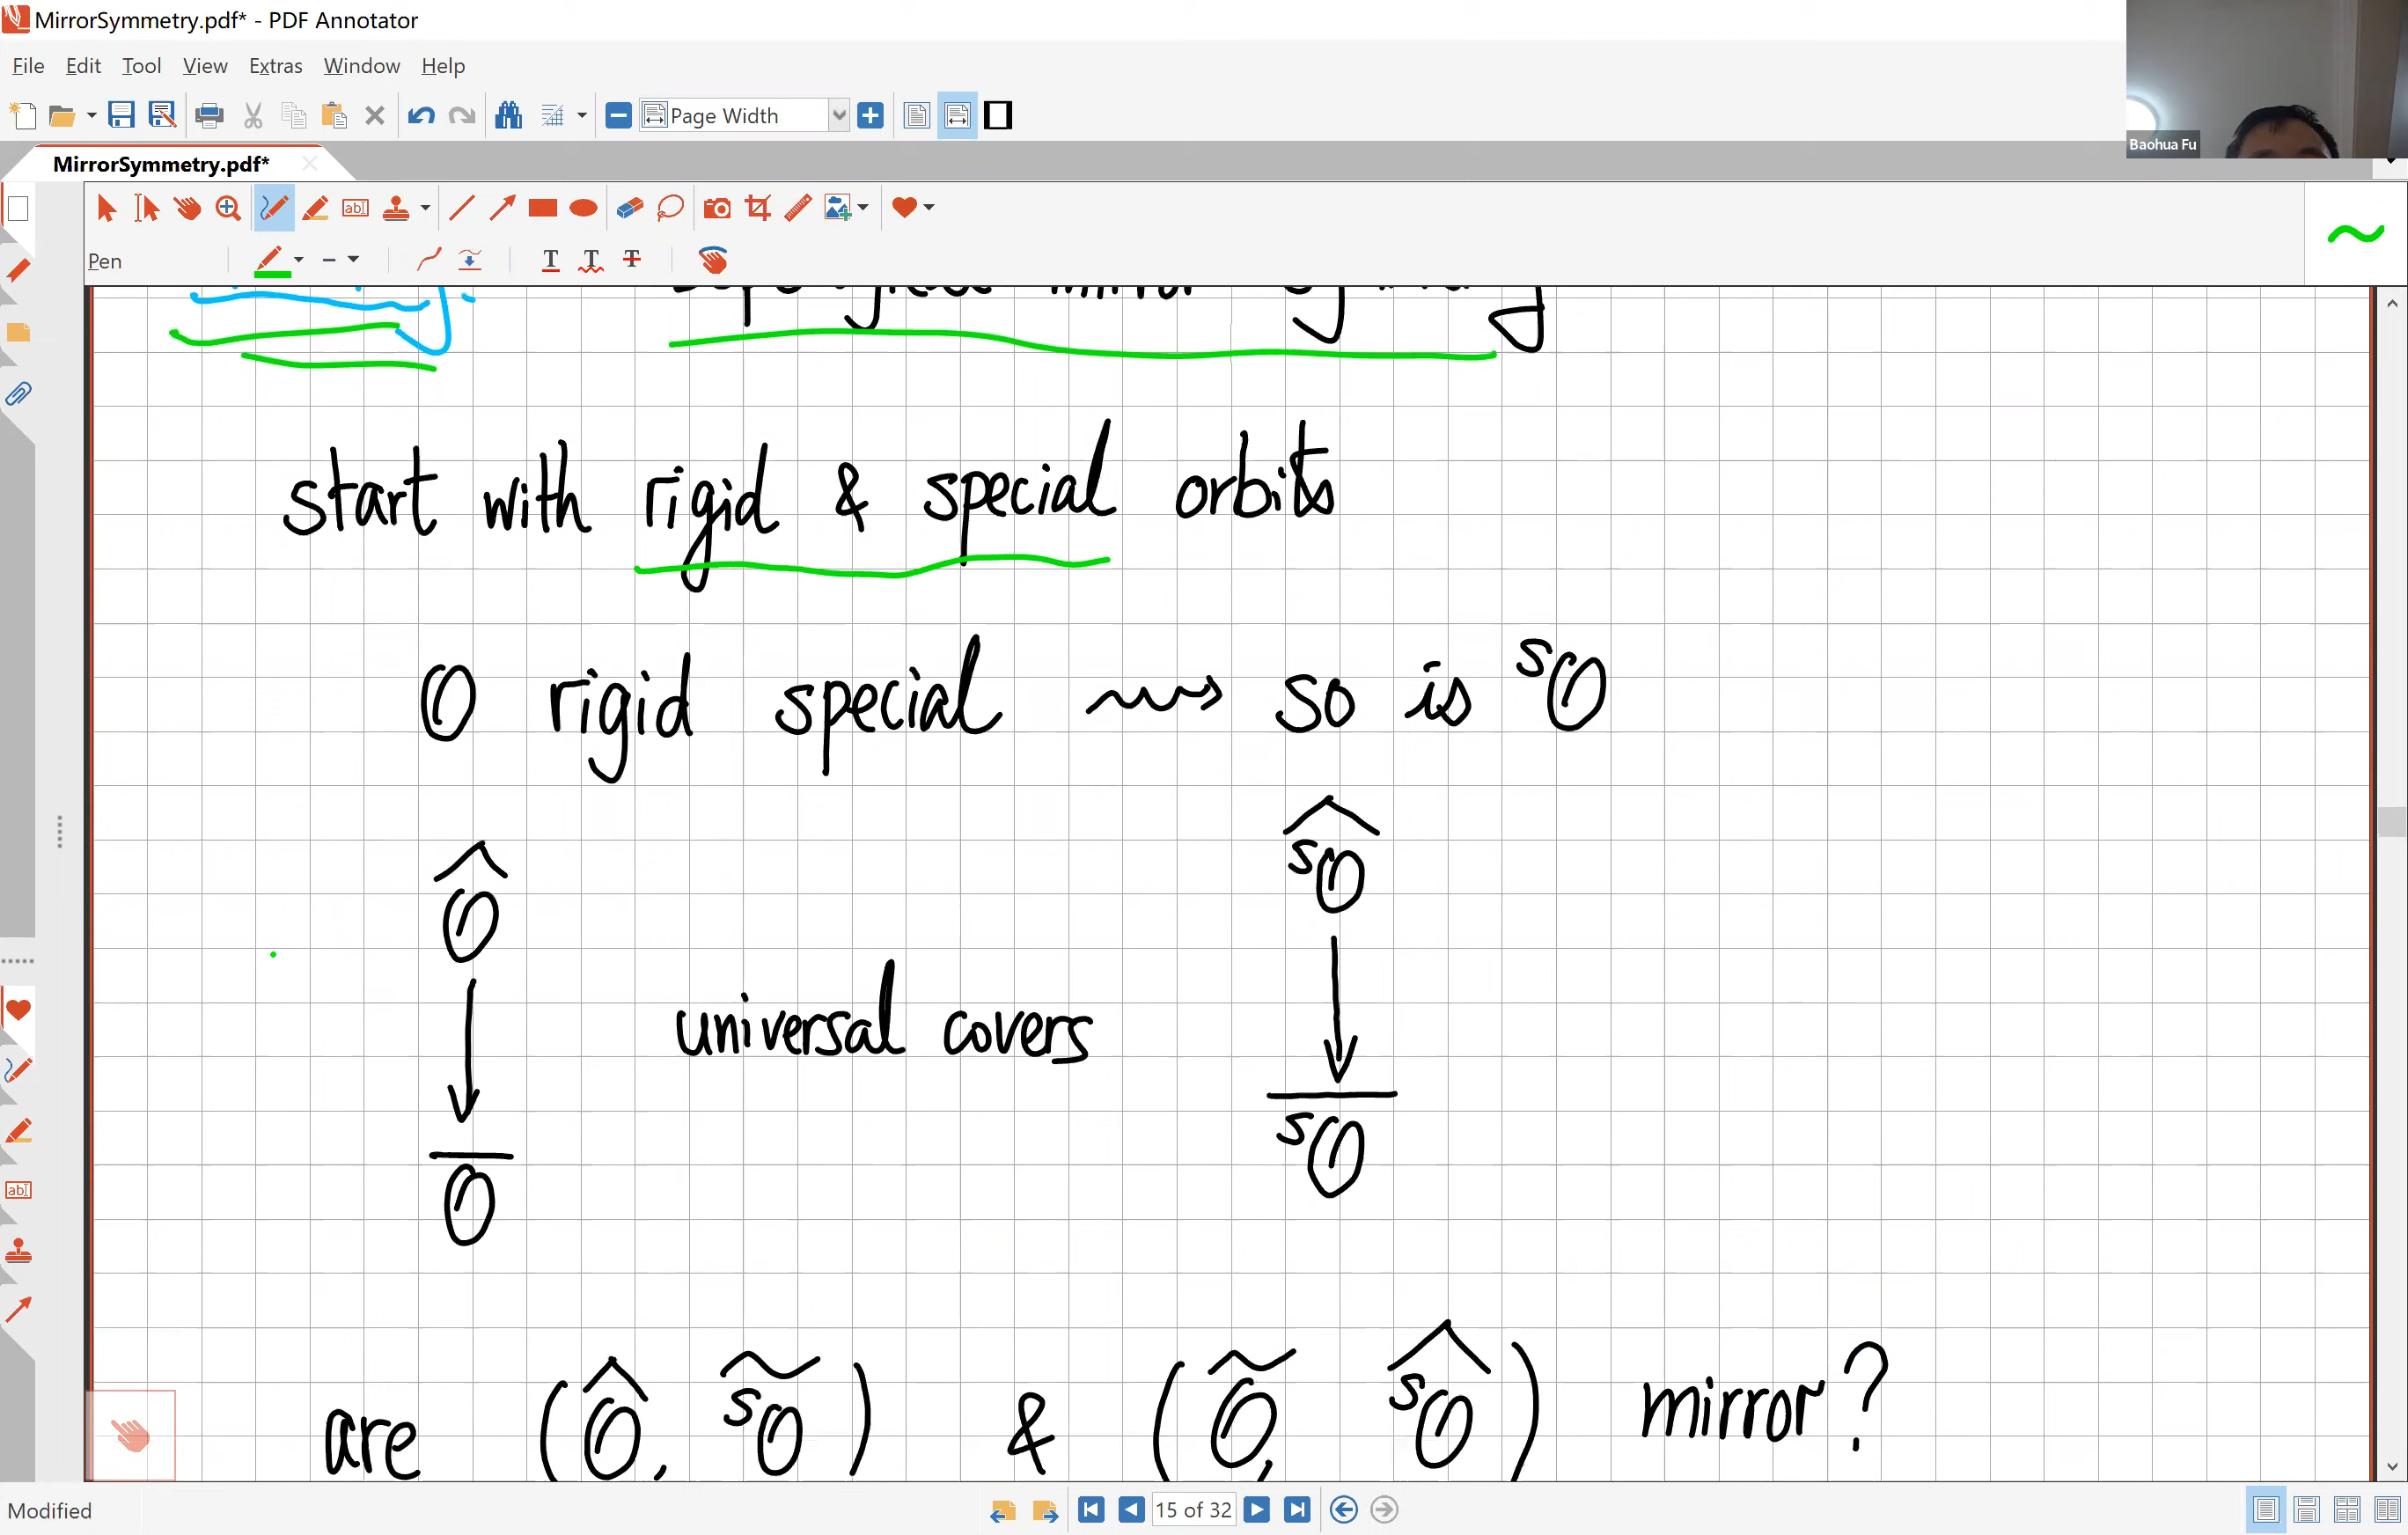 MirrorSymmetry.pdf* - PDF Annotator
File Edit Tool View Extras Window Help
Page Width
Baohua Fu
MirrorSymmetry.pdf*
Pen
start with rigid & special orbits
O rigid special ⇝ so is ˢO
Ô ˢO^
universal covers
O̅ ˢO̅
are (Ô, ˢÕ) & (Õ, ˢÔ) mirror?
Modified
15 of 32